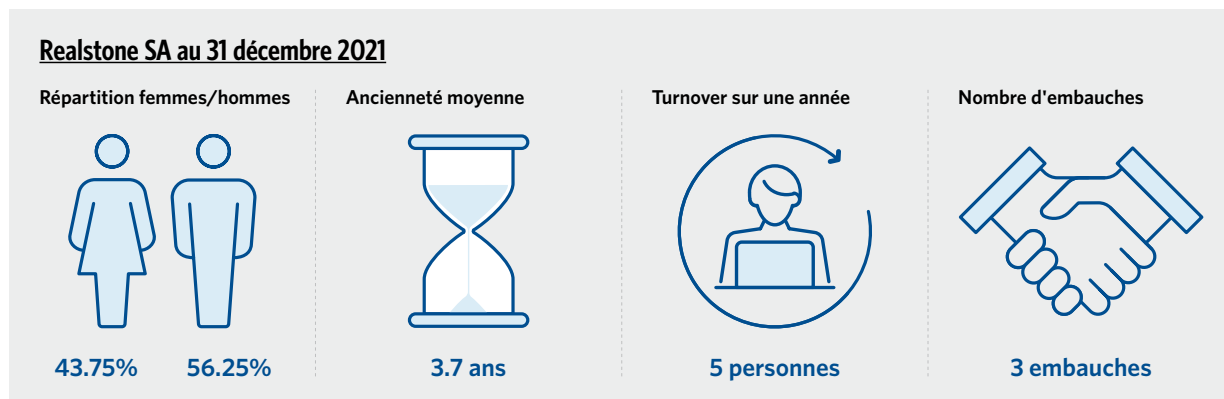 Realstone SA au 31 décembre 2021
Répartition femmes/hommes
43.75% 56.25%
Ancienneté moyenne
3.7 ans
Turnover sur une année
5 personnes
Nombre d'embauches
3 embauches